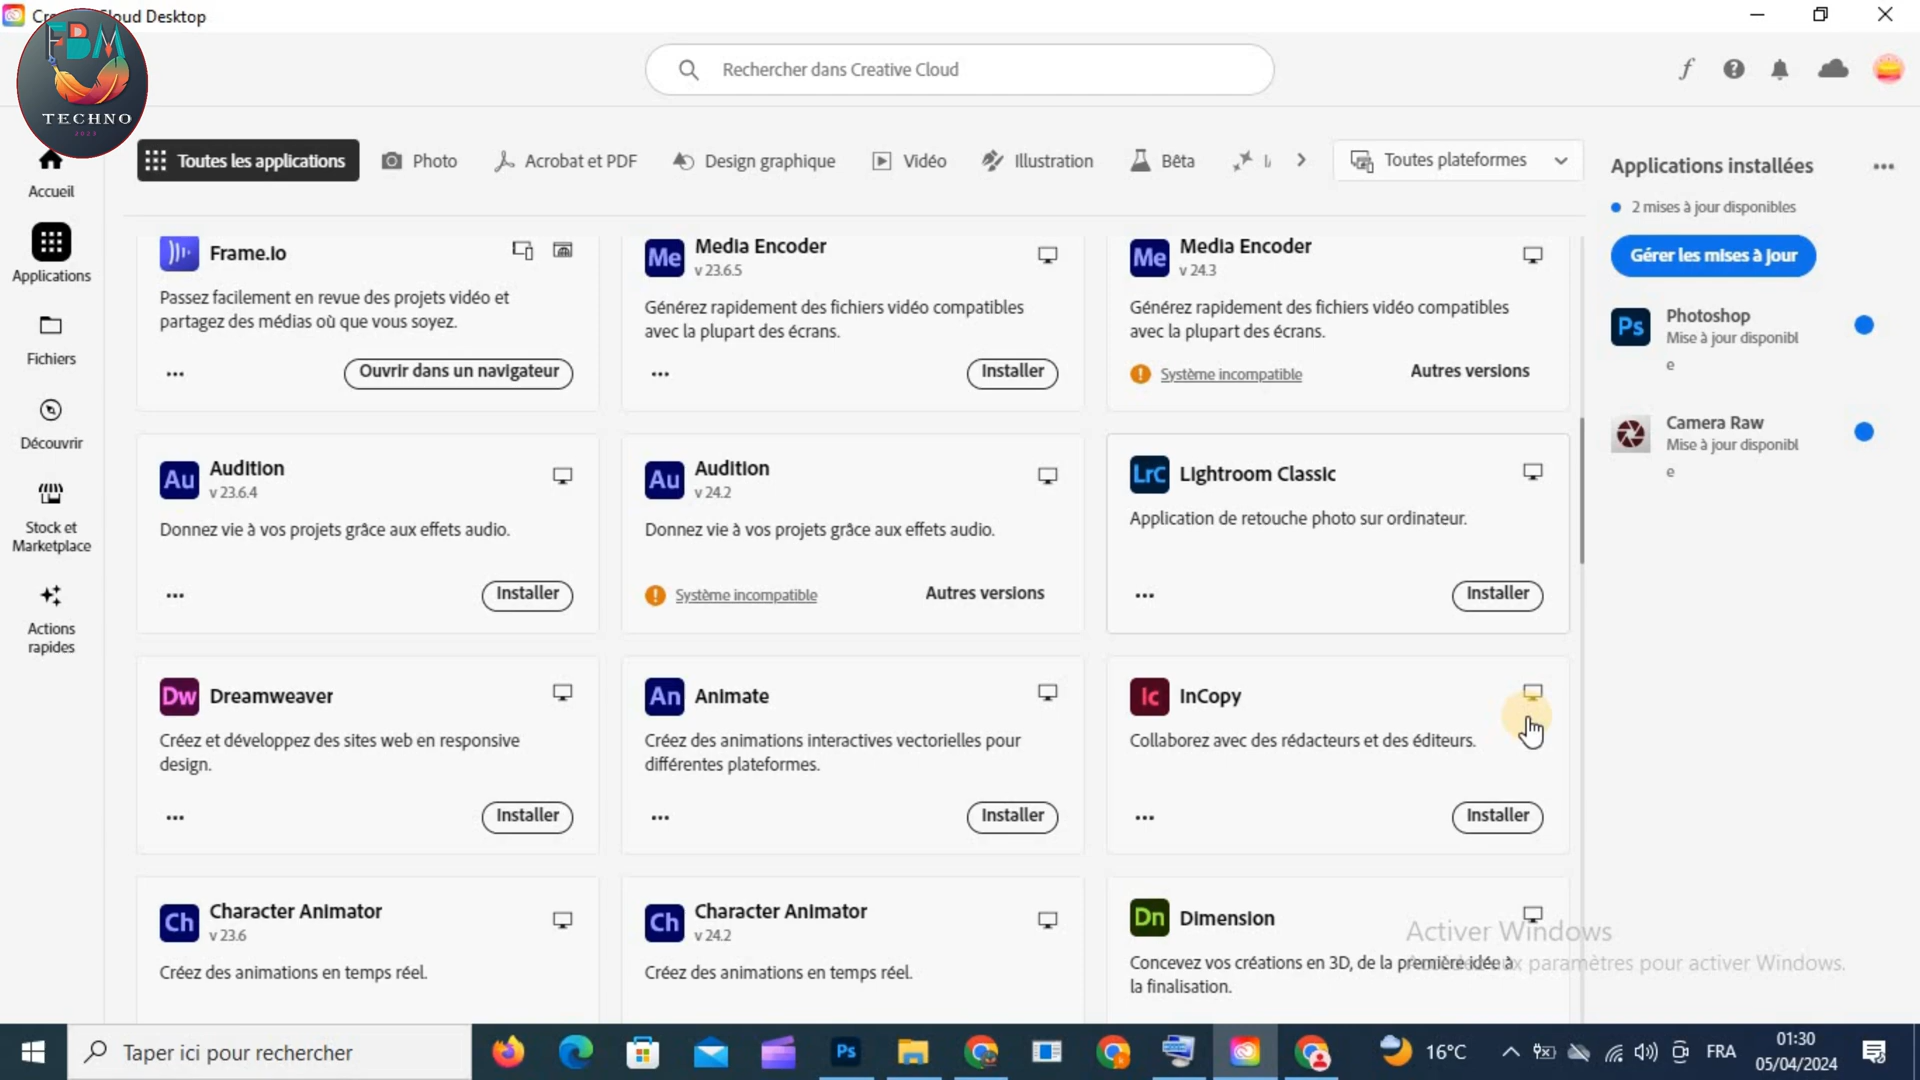 Cloud Desktop
FBM
TECHNO
2023
Rechercher dans Creative Cloud
Toutes les applications
Photo
Acrobat et PDF
Design graphique
Vidéo
Illustration
Bêta
Toutes plateformes
Accueil
Applications
Fichiers
Découvrir
Stock et
Marketplace
Actions
rapides
Frame.io
Passez facilement en revue des projets vidéo et
partagez des médias où que vous soyez.
Ouvrir dans un navigateur
Me
Media Encoder
v 23.6.5
Générez rapidement des fichiers vidéo compatibles
avec la plupart des écrans.
Installer
Me
Media Encoder
v 24.3
Générez rapidement des fichiers vidéo compatibles
avec la plupart des écrans.
Système incompatible
Autres versions
Au
Audition
v 23.6.4
Donnez vie à vos projets grâce aux effets audio.
Installer
Au
Audition
v 24.2
Donnez vie à vos projets grâce aux effets audio.
Système incompatible
Autres versions
LrC
Lightroom Classic
Application de retouche photo sur ordinateur.
Installer
Dw
Dreamweaver
Créez et développez des sites web en responsive
design.
Installer
An
Animate
Créez des animations interactives vectorielles pour
différentes plateformes.
Installer
Ic
InCopy
Collaborez avec des rédacteurs et des éditeurs.
Installer
Ch
Character Animator
v 23.6
Créez des animations en temps réel.
Ch
Character Animator
v 24.2
Créez des animations en temps réel.
Dn
Dimension
Concevez vos créations en 3D, de la première idée à
la finalisation.
Applications installées
2 mises à jour disponibles
Gérer les mises à jour
Ps
Photoshop
Mise à jour disponibl
e
Camera Raw
Mise à jour disponibl
e
Activer Windows
paramètres pour activer Windows.
Taper ici pour rechercher
Ps
16°C
FRA
01:30
05/04/2024